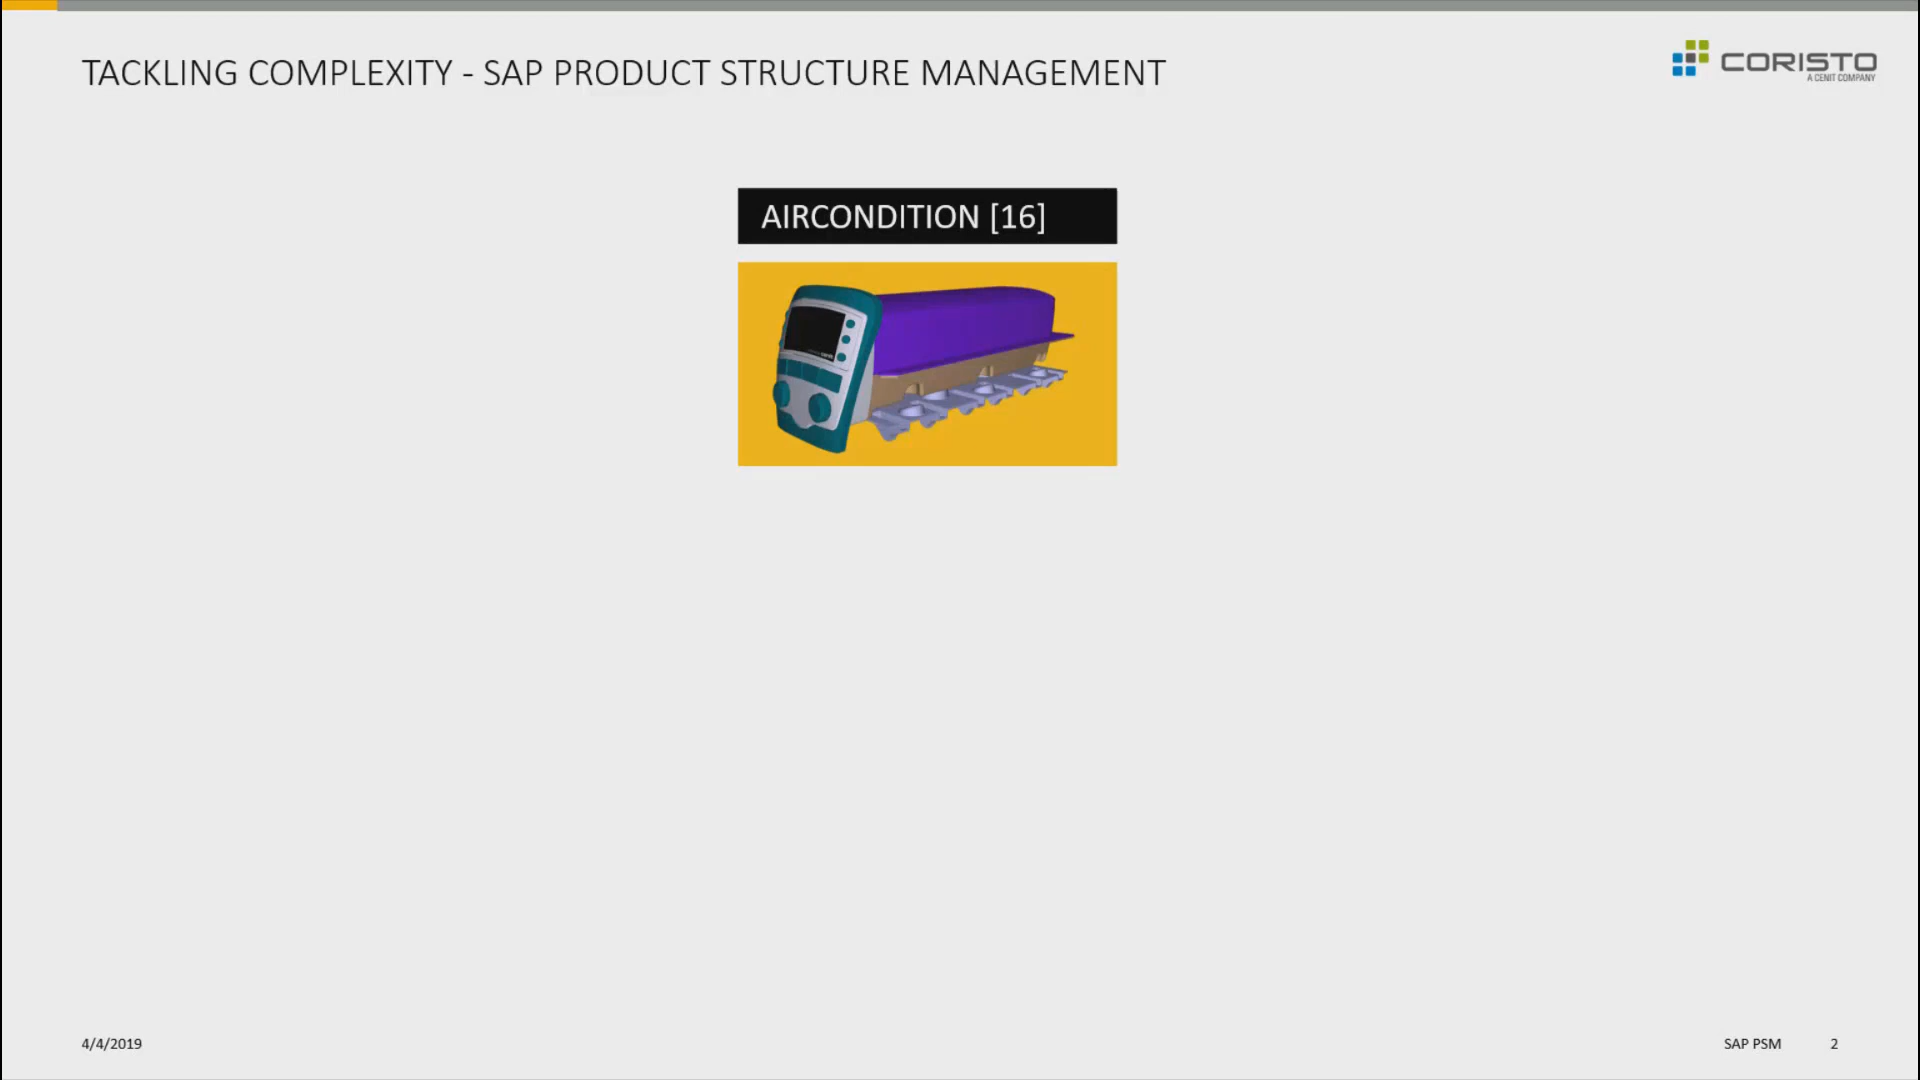 TACKLING COMPLEXITY - SAP PRODUCT STRUCTURE MANAGEMENT
CORISTO
A CENIT COMPANY
AIRCONDITION [16]
4/4/2019
SAP PSM
2